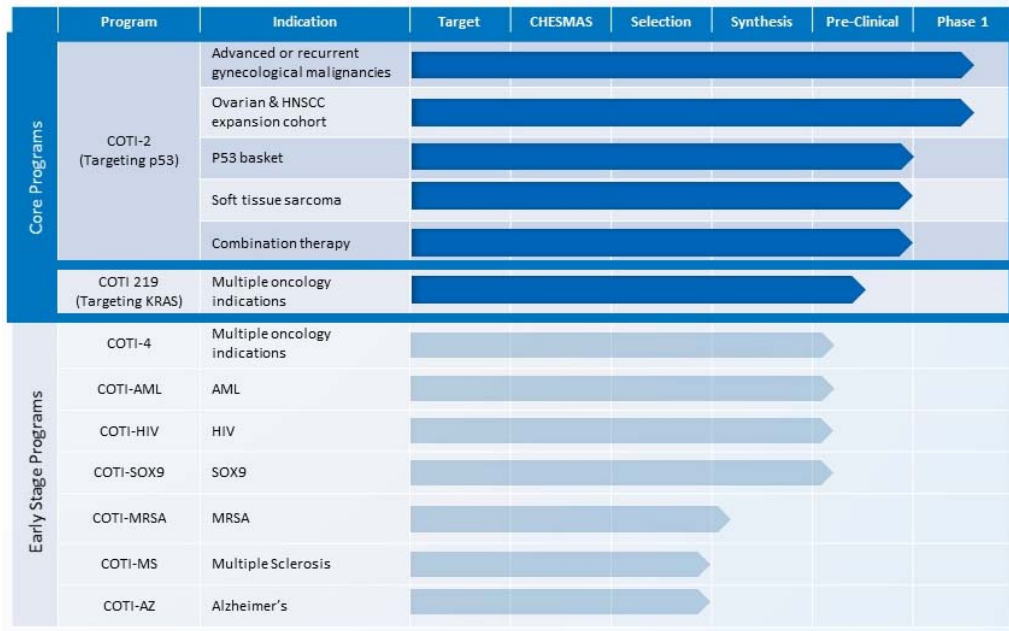 Program Indication Target CHESMAS Selection Synthesis Pre-Clinical Phase 1
Core Programs
COTI-2
(Targeting p53)
Advanced or recurrent
gynecological malignancies
Ovarian & HNSCC
expansion cohort
P53 basket
Soft tissue sarcoma
Combination therapy
COTI 219
(Targeting KRAS)
Multiple oncology
indications
Early Stage Programs
COTI-4
Multiple oncology
indications
COTI-AML AML
COTI-HIV HIV
COTI-SOX9 SOX9
COTI-MRSA MRSA
COTI-MS Multiple Sclerosis
COTI-AZ Alzheimer's